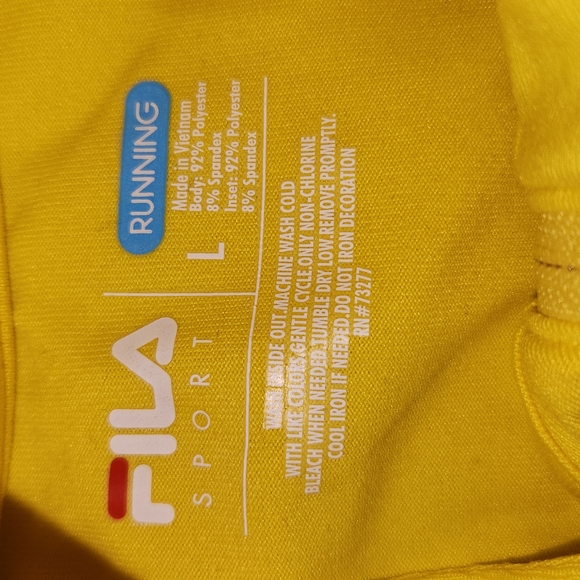 FILA
SPORT
RUNNING
L
Made in Vietnam
Body: 92% Polyester
8% Spandex
Inset: 92% Polyester
8% Spandex
WASH INSIDE OUT.MACHINE WASH COLD
WITH LIKE COLORS.GENTLE CYCLE.ONLY NON-CHLORINE
BLEACH WHEN NEEDED.TUMBLE DRY LOW.REMOVE PROMPTLY.
COOL IRON IF NEEDED.DO NOT IRON DECORATION
RN#73277